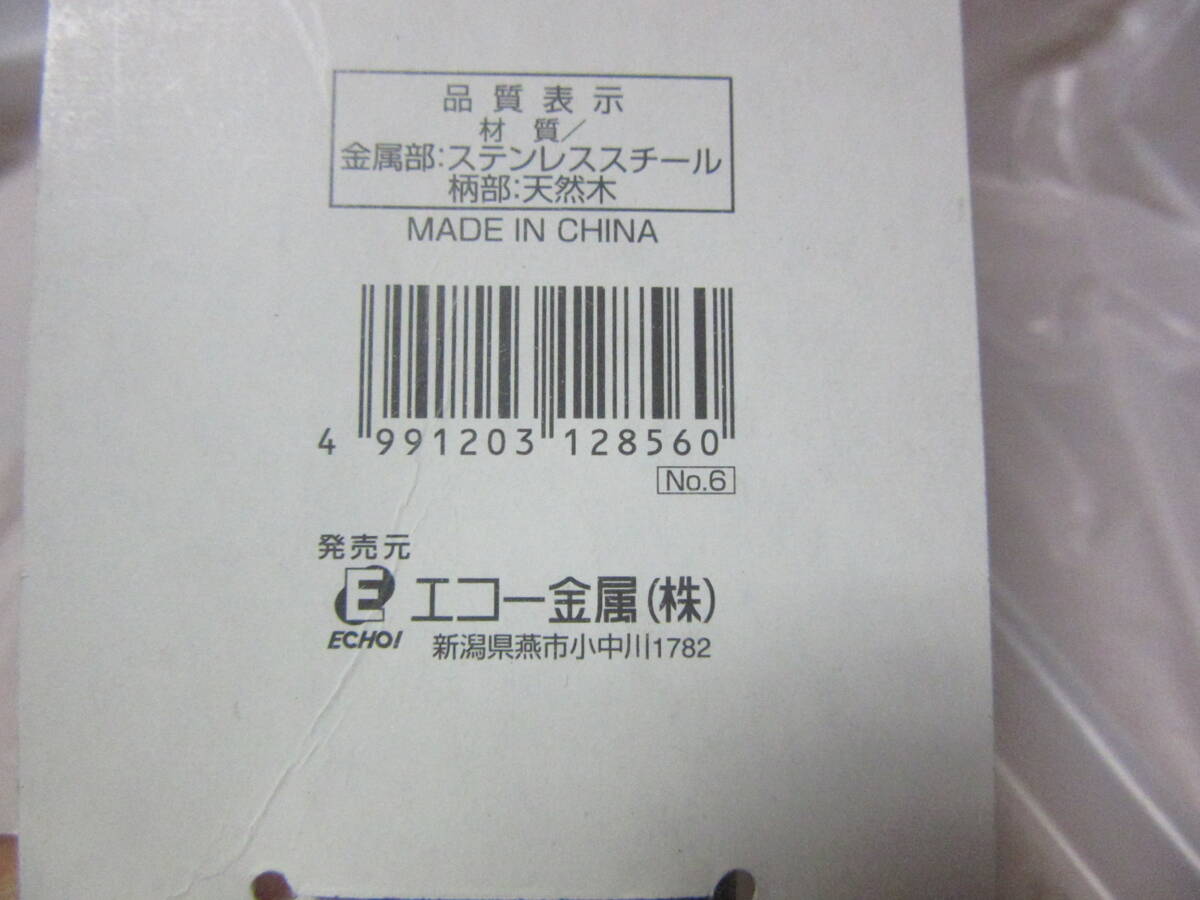 品質表示
材質／
金属部:ステンレススチール
柄部:天然木
MADE IN CHINA
4 991203 128560
No.6
発売元
E エコー金属(株)
ECHO!
新潟県燕市小中川1782